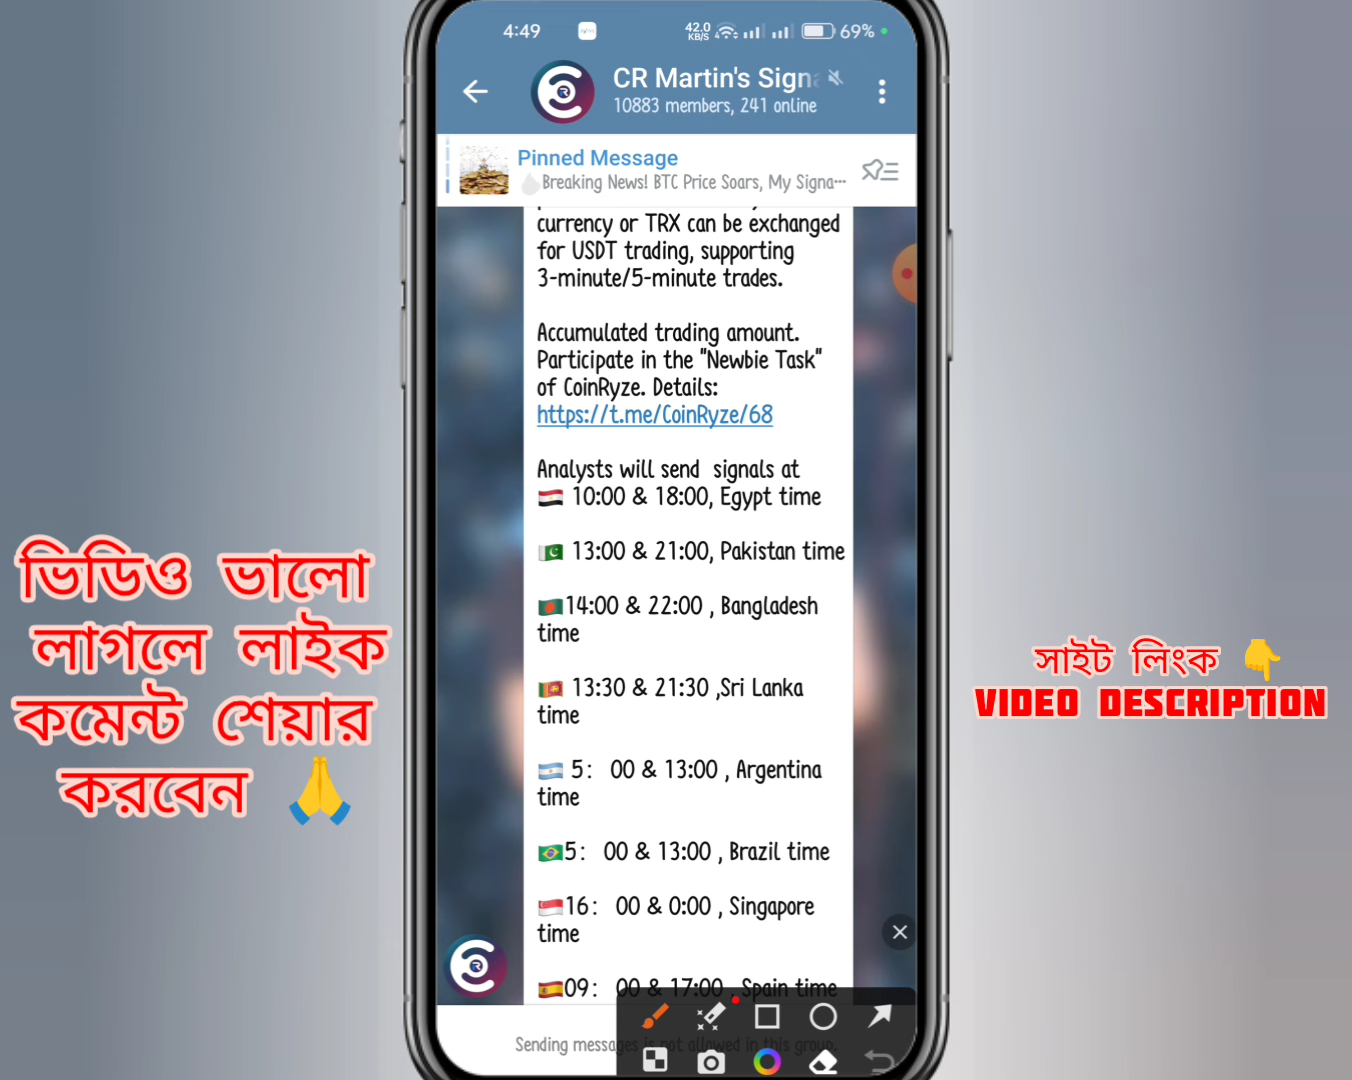 4:49
42.0
KB/S
69%
CR Martin's Sign
10883 members, 241 online
Pinned Message
Breaking News! BTC Price Soars, My Signa...
currency or TRX can be exchanged
for USDT trading, supporting
3-minute/5-minute trades.
Accumulated trading amount.
Participate in the "Newbie Task"
of CoinRyze. Details:
https://t.me/CoinRyze/68
Analysts will send signals at
10:00 & 18:00, Egypt time
13:00 & 21:00, Pakistan time
14:00 & 22:00 , Bangladesh
time
13:30 & 21:30 ,Sri Lanka
time
5: 00 & 13:00 , Argentina
time
5: 00 & 13:00 , Brazil time
16: 00 & 0:00 , Singapore
time
09: 00 & 17:00 , Spain time
Sending messages is not allowed in this group.
ভিডিও ভালো
লাগলে লাইক
কমেন্ট শেয়ার
করবেন 🙏
সাইট লিংক 👇
VIDEO DESCRIPTION